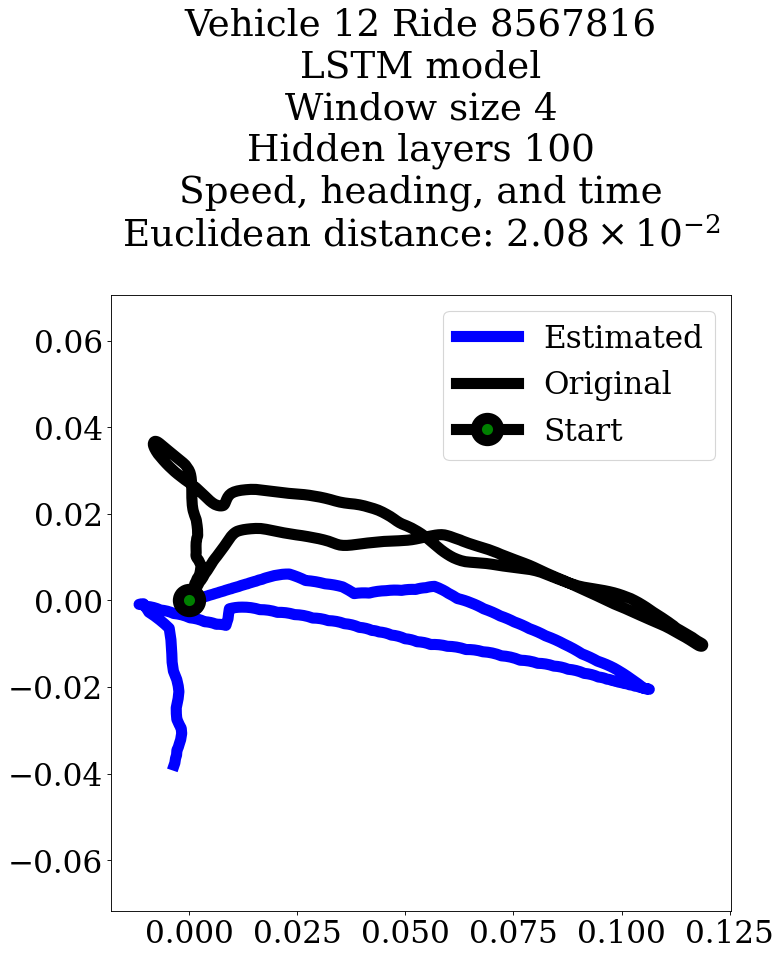 Vehicle 12 Ride 8567816
LSTM model
Window size 4
Hidden layers 100
Speed, heading, and time
Euclidean distance: 2.08 × 10⁻²
Estimated
Original
Start
0.06
0.04
0.02
0.00
−0.02
−0.04
−0.06
0.000 0.025 0.050 0.075 0.100 0.125